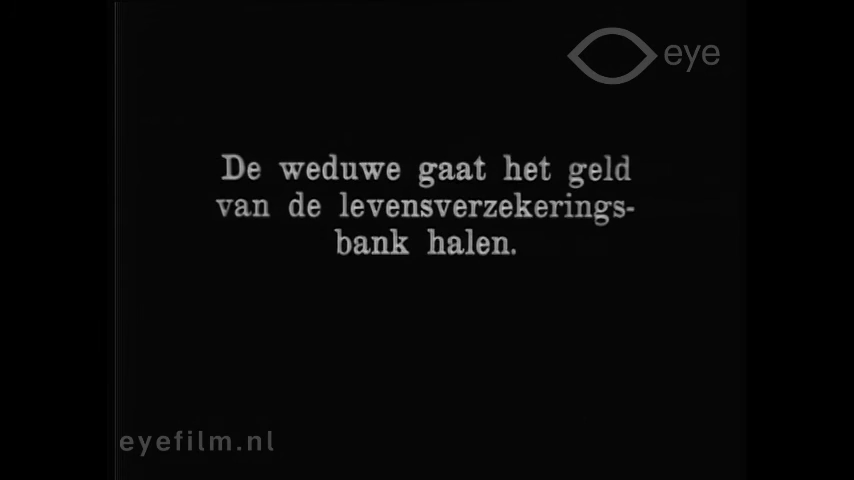 eye
De weduwe gaat het geld
van de levensverzekerings-
bank halen.
eyefilm.nl